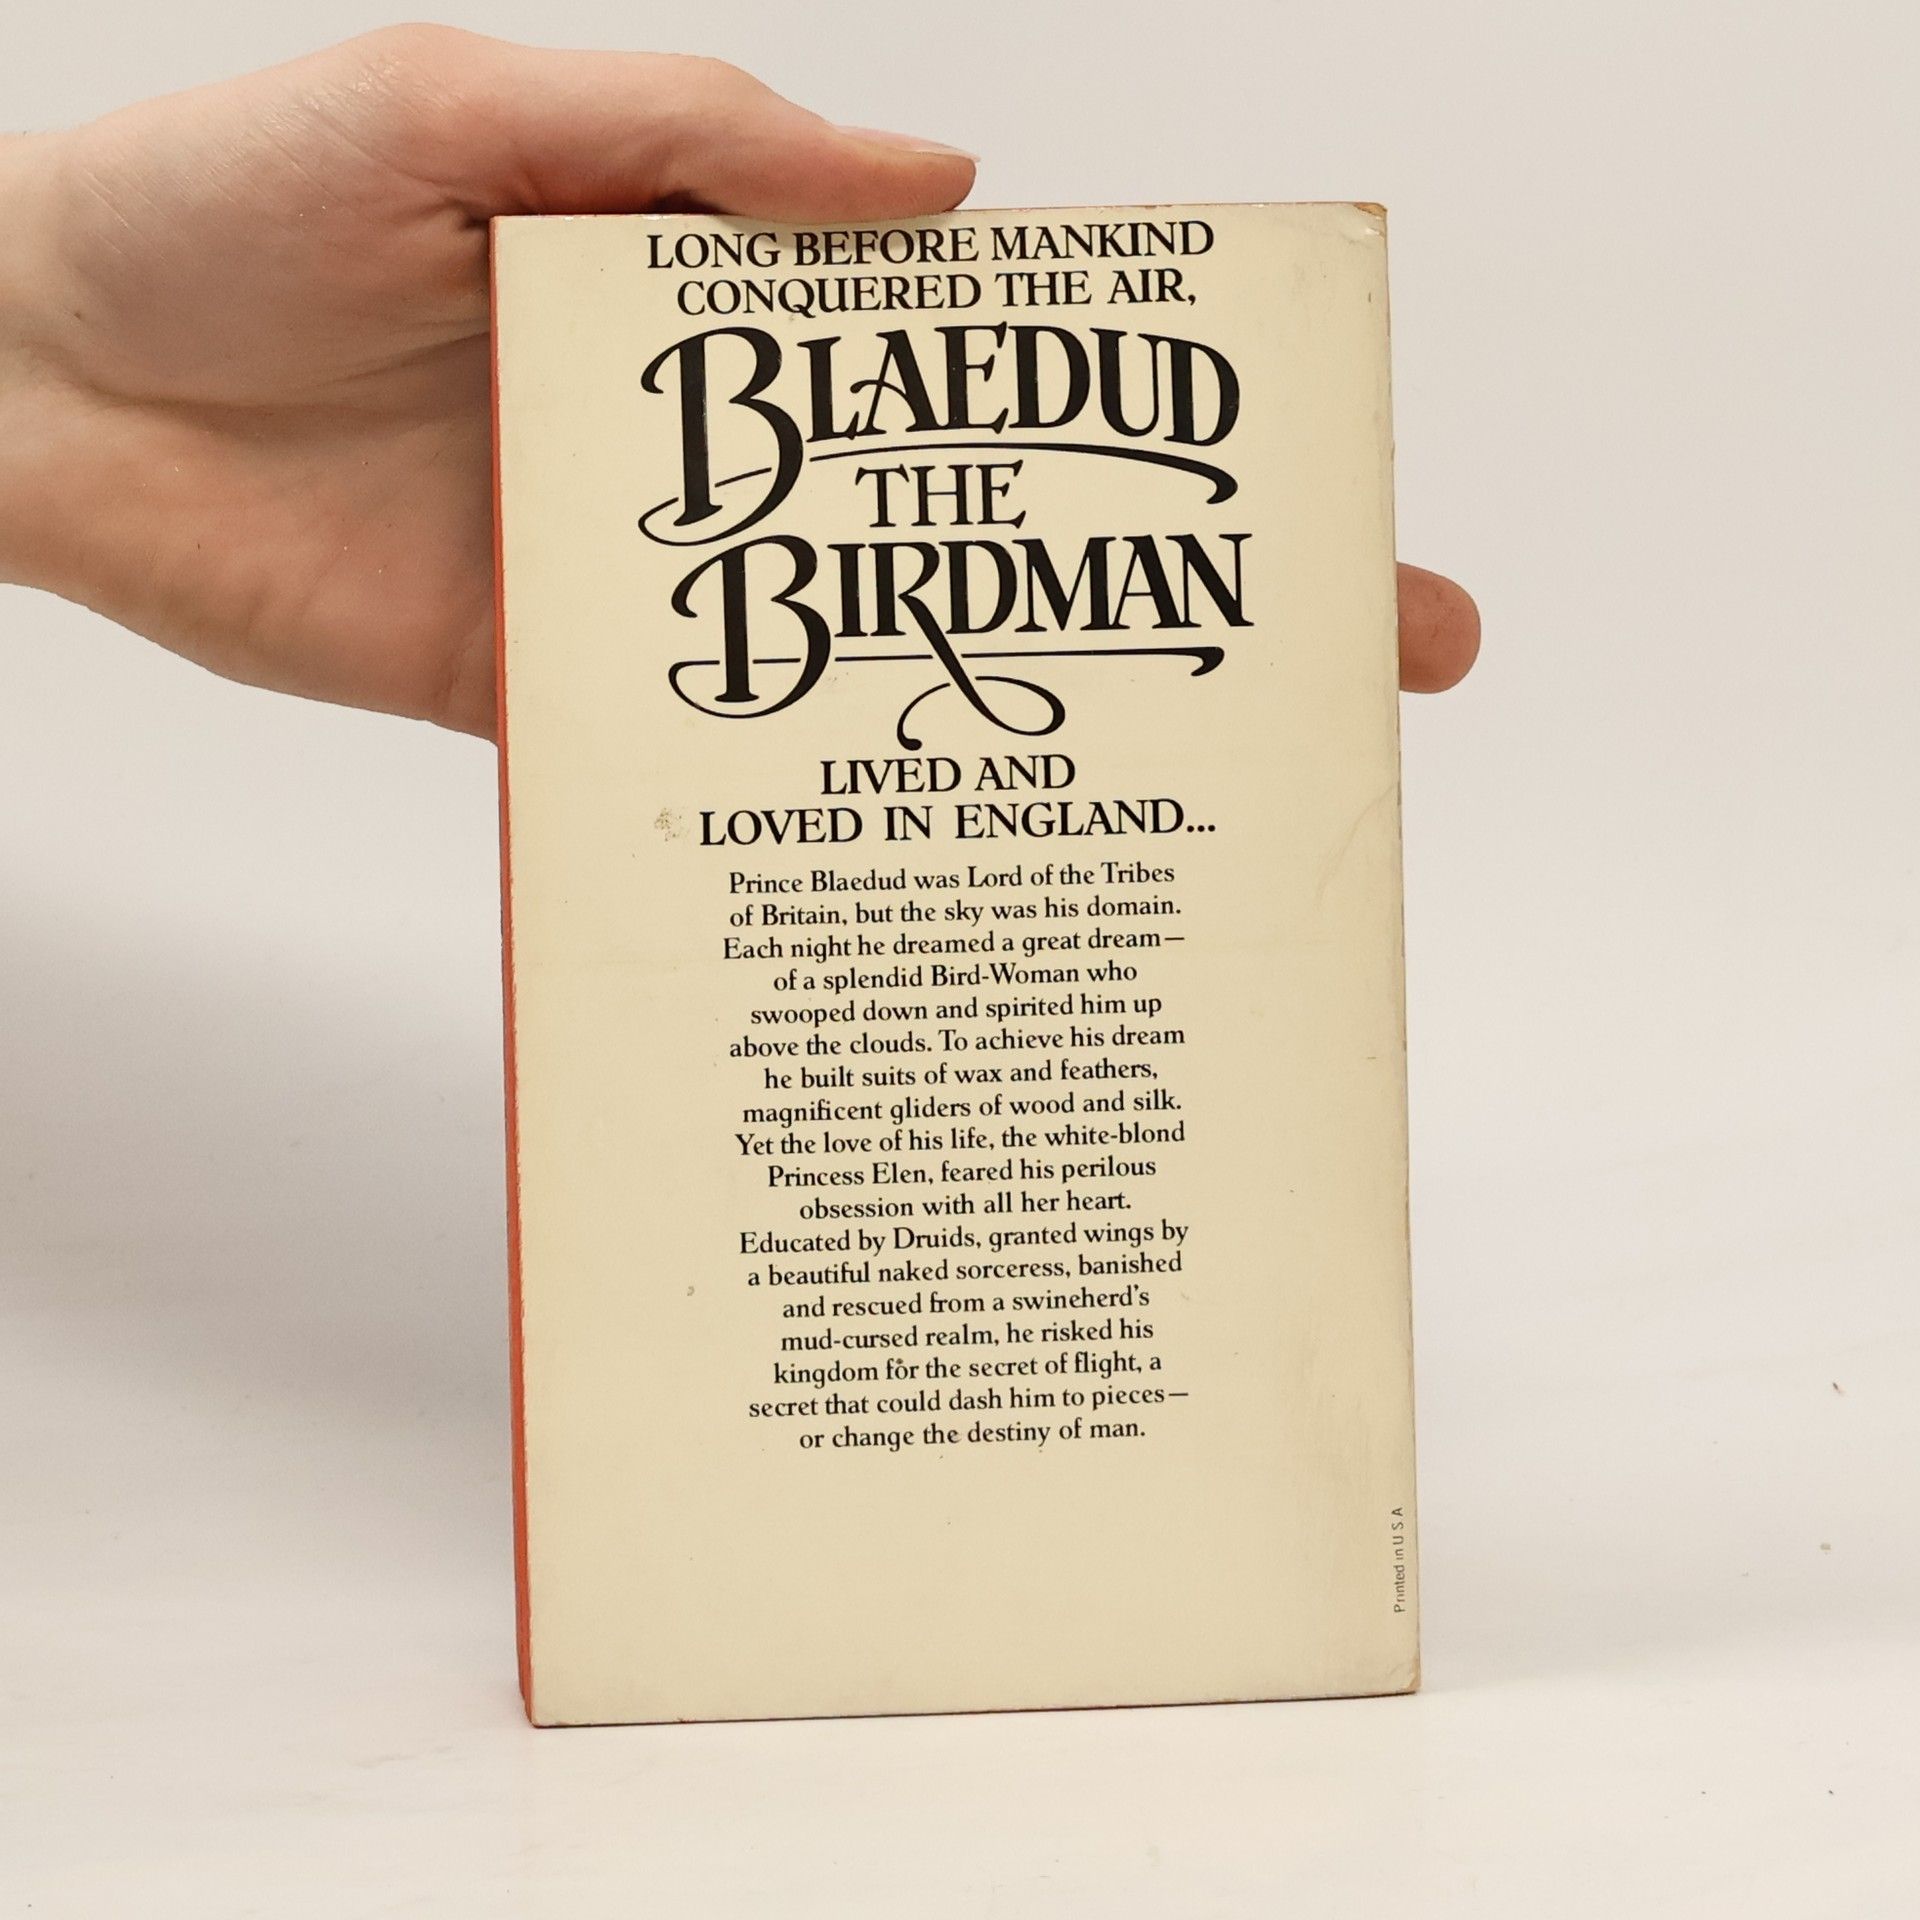 LONG BEFORE MANKIND
CONQUERED THE AIR,
BLAEDUD
THE
BIRDMAN
LIVED AND
LOVED IN ENGLAND...
Prince Blaedud was Lord of the Tribes
of Britain, but the sky was his domain.
Each night he dreamed a great dream—
of a splendid Bird-Woman who
swooped down and spirited him up
above the clouds. To achieve his dream
he built suits of wax and feathers,
magnificent gliders of wood and silk.
Yet the love of his life, the white-blond
Princess Elen, feared his perilous
obsession with all her heart.
Educated by Druids, granted wings by
a beautiful naked sorceress, banished
and rescued from a swineherd's
mud-cursed realm, he risked his
kingdom for the secret of flight, a
secret that could dash him to pieces—
or change the destiny of man.
Printed in U S A